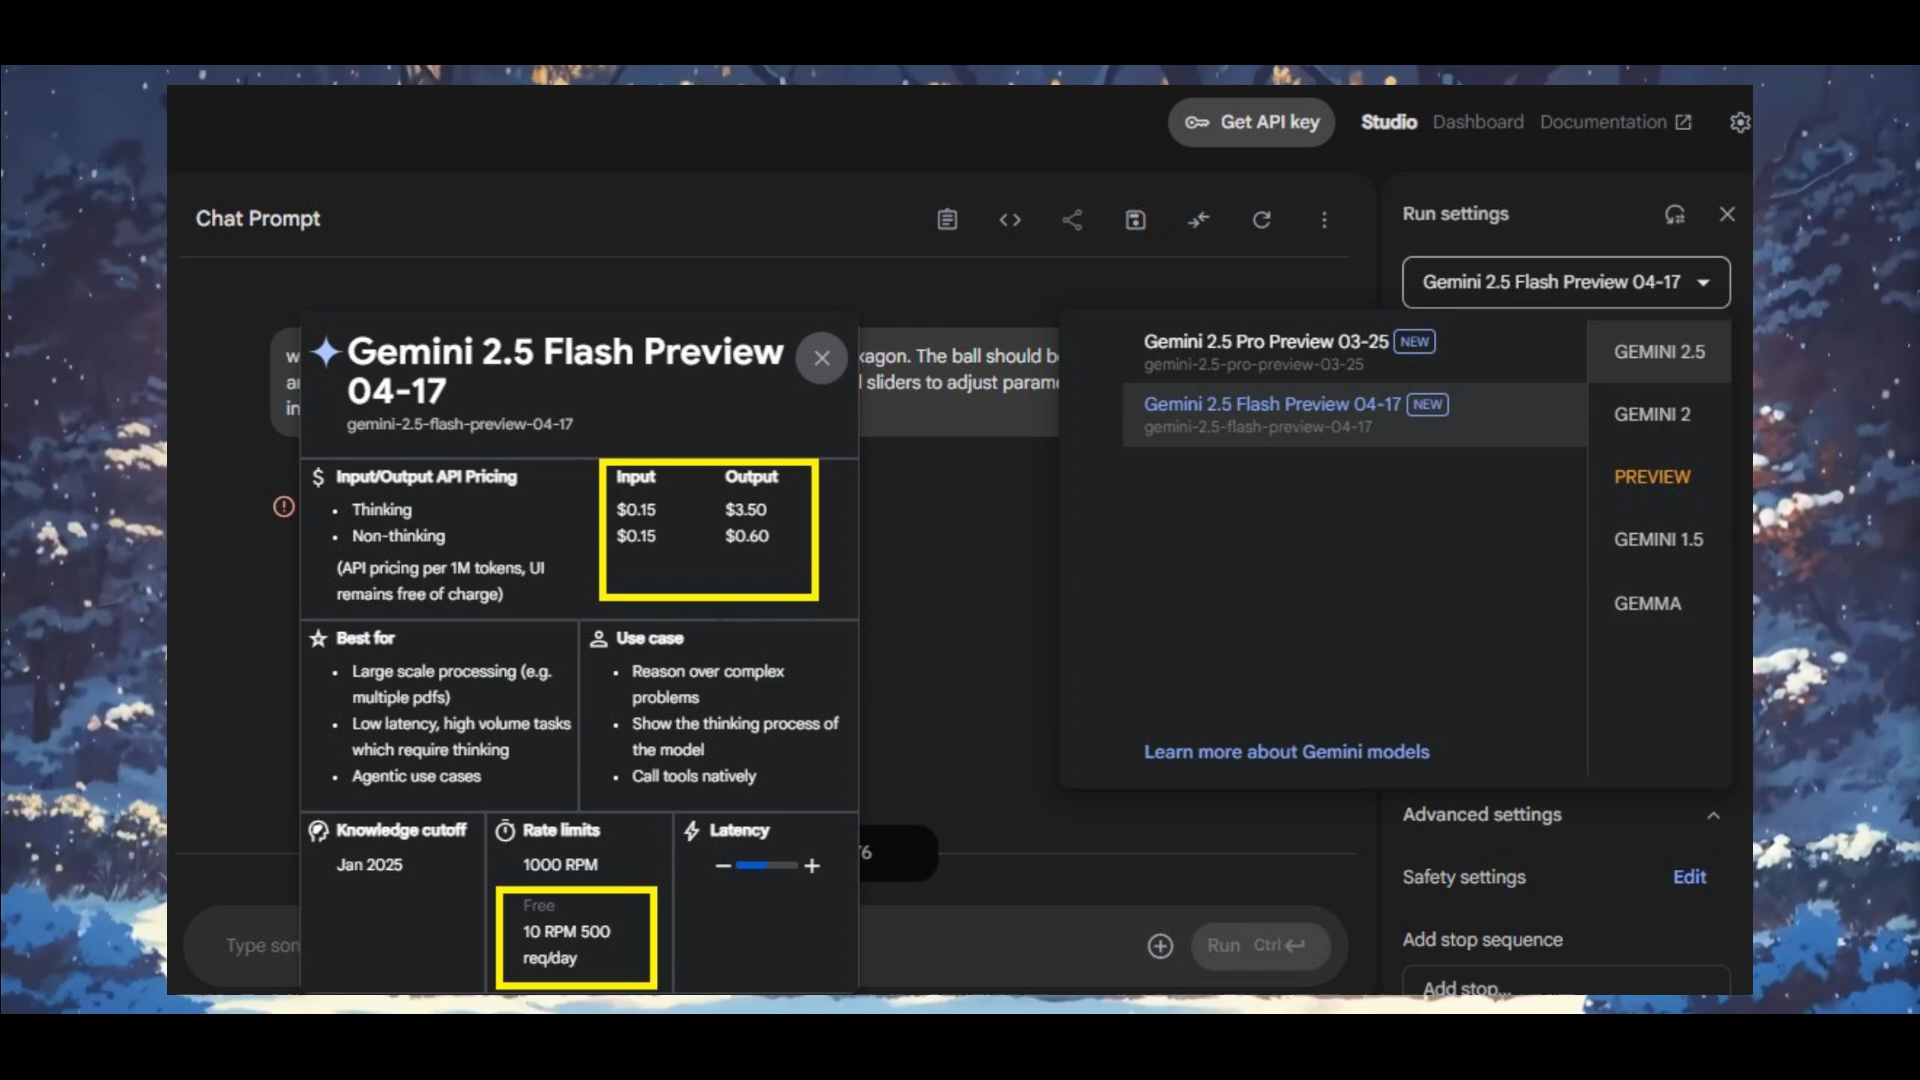 Get API key
Studio
Dashboard
Documentation
Chat Prompt
Run settings
Gemini 2.5 Flash Preview 04-17
Gemini 2.5 Flash Preview
04-17
gemini-2.5-flash-preview-04-17
The ball should
sliders to adjust
Input/Output API Pricing
Input Output
Thinking $0.15 $3.50
Non-thinking $0.15 $0.60
(API pricing per 1M tokens, UI
remains free of charge)
Best for
Large scale processing (e.g.
multiple pdfs)
Low latency, high volume tasks
which require thinking
Agentic use cases
Use case
Reason over complex
problems
Show the thinking process of
the model
Call tools natively
Knowledge cutoff
Jan 2025
Rate limits
1000 RPM
Free
10 RPM 500
req/day
Latency
Gemini 2.5 Pro Preview 03-25 NEW
gemini-2.5-pro-preview-03-25
Gemini 2.5 Flash Preview 04-17 NEW
gemini-2.5-flash-preview-04-17
Learn more about Gemini models
GEMINI 2.5
GEMINI 2
PREVIEW
GEMINI 1.5
GEMMA
Type
Run Ctrl
Advanced settings
Safety settings Edit
Add stop sequence
Add stop...